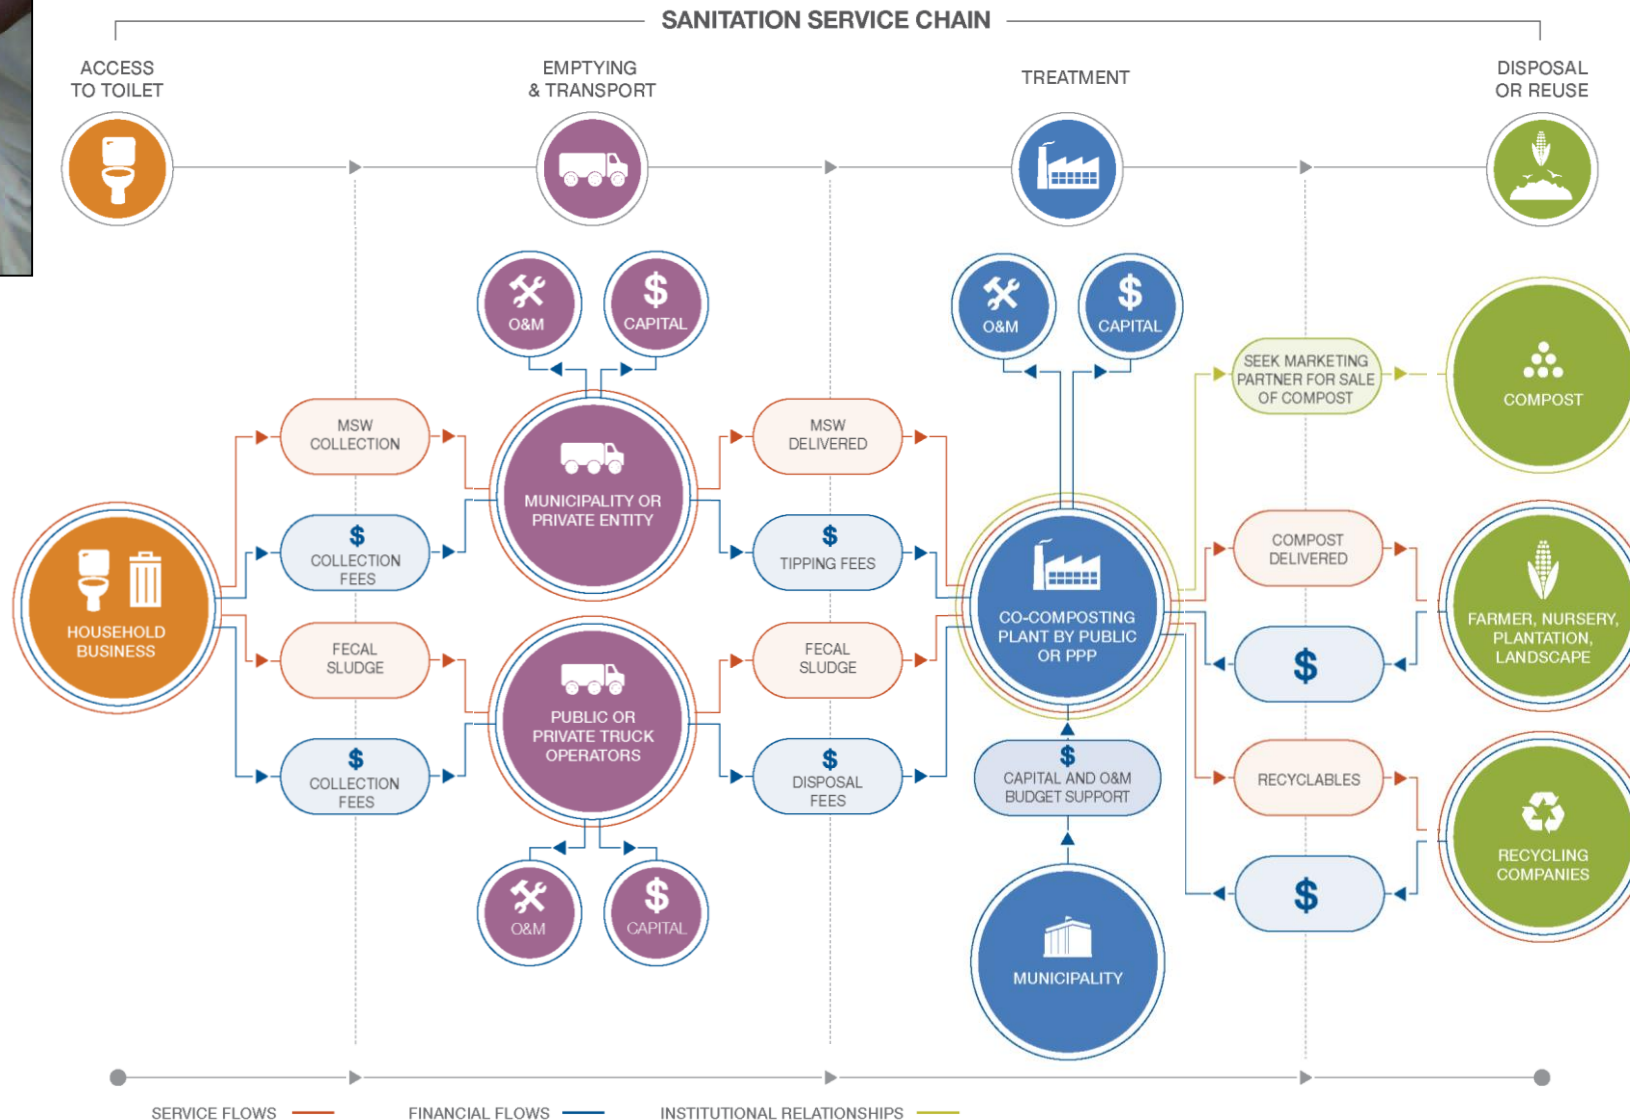 SANITATION SERVICE CHAIN
ACCESS
TO TOILET
EMPTYING
& TRANSPORT
TREATMENT
DISPOSAL
OR REUSE
O&M
CAPITAL
O&M
CAPITAL
SEEK MARKETING
PARTNER FOR SALE
OF COMPOST
COMPOST
MSW
COLLECTION
MUNICIPALITY OR
PRIVATE ENTITY
MSW
DELIVERED
$
COLLECTION
FEES
$
TIPPING FEES
COMPOST
DELIVERED
HOUSEHOLD
BUSINESS
CO-COMPOSTING
PLANT BY PUBLIC
OR PPP
FARMER, NURSERY,
PLANTATION,
LANDSCAPE
$
FECAL
SLUDGE
PUBLIC OR
PRIVATE TRUCK
OPERATORS
FECAL
SLUDGE
$
COLLECTION
FEES
$
DISPOSAL
FEES
$
CAPITAL AND O&M
BUDGET SUPPORT
RECYCLABLES
RECYCLING
COMPANIES
$
O&M
$
CAPITAL
MUNICIPALITY
SERVICE FLOWS
FINANCIAL FLOWS
INSTITUTIONAL RELATIONSHIPS